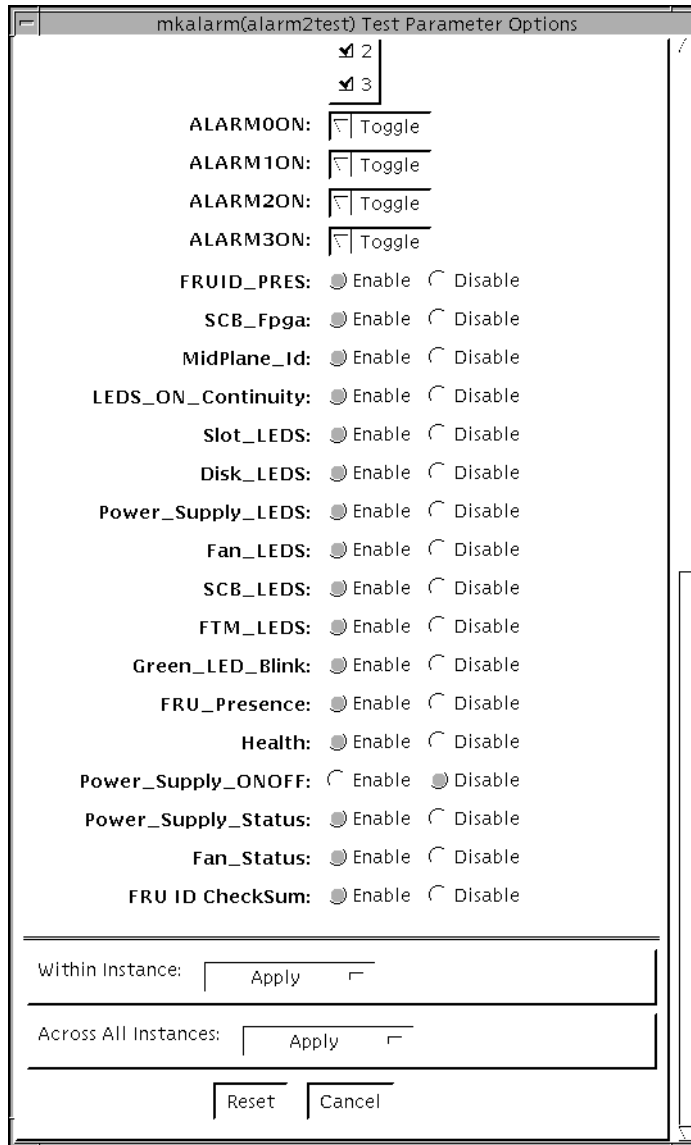 mkalarm(alarm2test) Test Parameter Options
2
3
ALARM0ON: Toggle
ALARM1ON: Toggle
ALARM2ON: Toggle
ALARM3ON: Toggle
FRUID_PRES: Enable Disable
SCB_Fpga: Enable Disable
MidPlane_Id: Enable Disable
LEDS_ON_Continuity: Enable Disable
Slot_LEDS: Enable Disable
Disk_LEDS: Enable Disable
Power_Supply_LEDS: Enable Disable
Fan_LEDS: Enable Disable
SCB_LEDS: Enable Disable
FTM_LEDS: Enable Disable
Green_LED_Blink: Enable Disable
FRU_Presence: Enable Disable
Health: Enable Disable
Power_Supply_ONOFF: Enable Disable
Power_Supply_Status: Enable Disable
Fan_Status: Enable Disable
FRU ID CheckSum: Enable Disable
Within Instance: Apply
Across All Instances: Apply
Reset Cancel